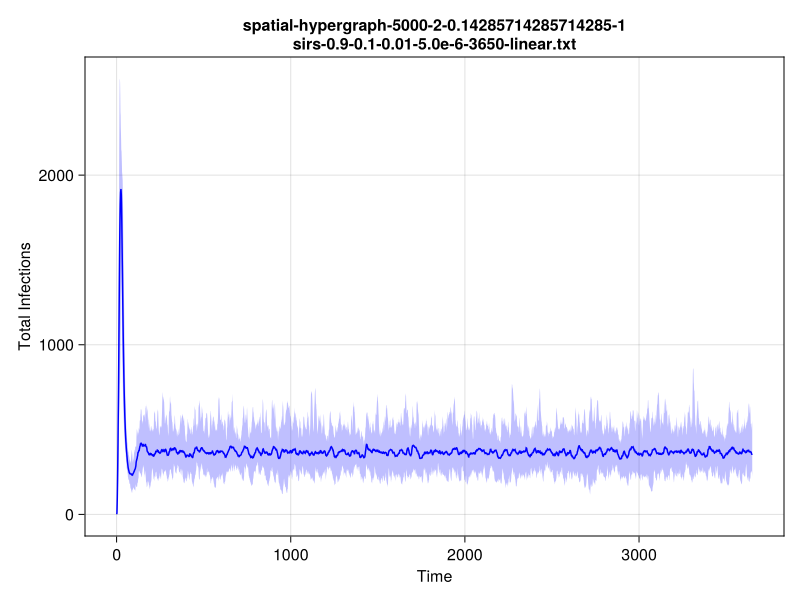 spatial-hypergraph-5000-2-0.14285714285714285-1
sirs-0.9-0.1-0.01-5.0e-6-3650-linear.txt
Total Infections
2000
1000
0
0
1000
2000
3000
Time